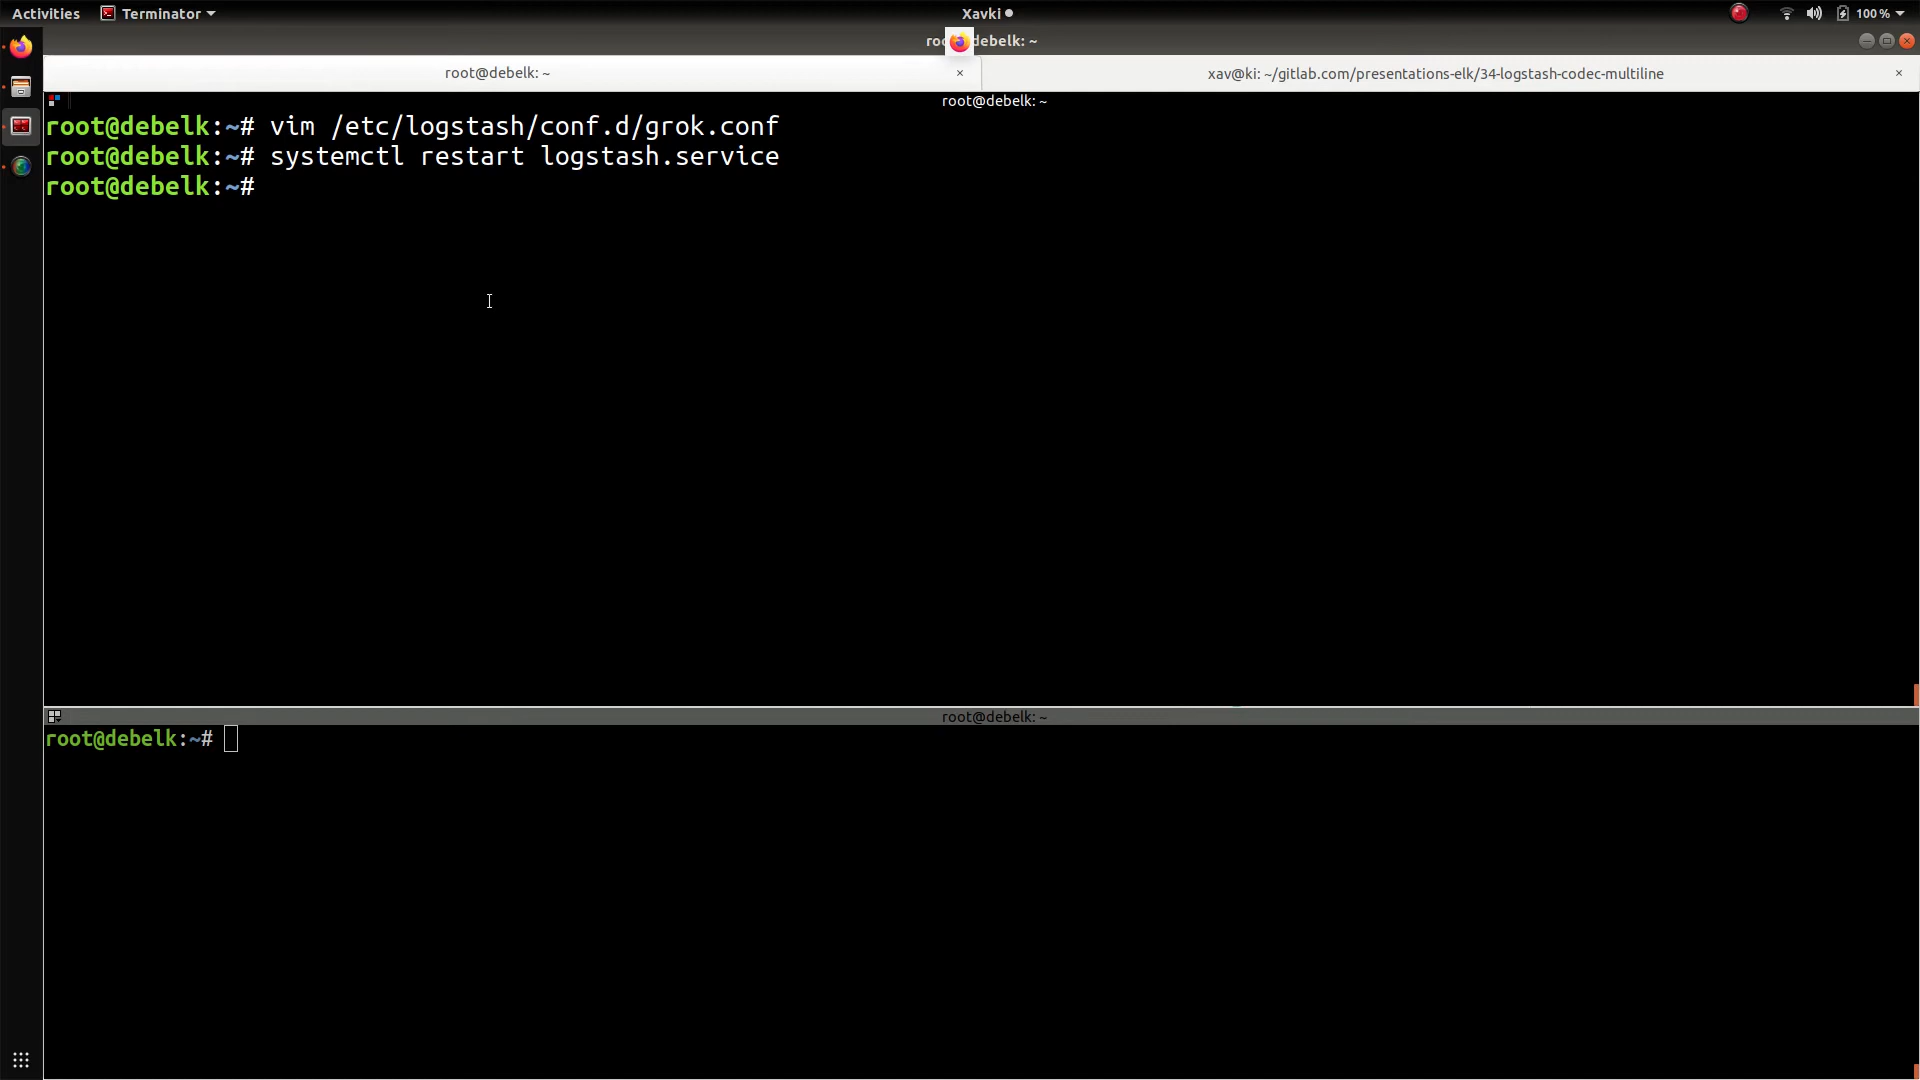 Activities
Terminator
Xavki
100 %
debelk: ~
root@debelk: ~
xav@ki: ~/gitlab.com/presentations-elk/34-logstash-codec-multiline
root@debelk: ~
root@debelk:~# vim /etc/logstash/conf.d/grok.conf
root@debelk:~# systemctl restart logstash.service
root@debelk:~#
root@debelk: ~
root@debelk:~#